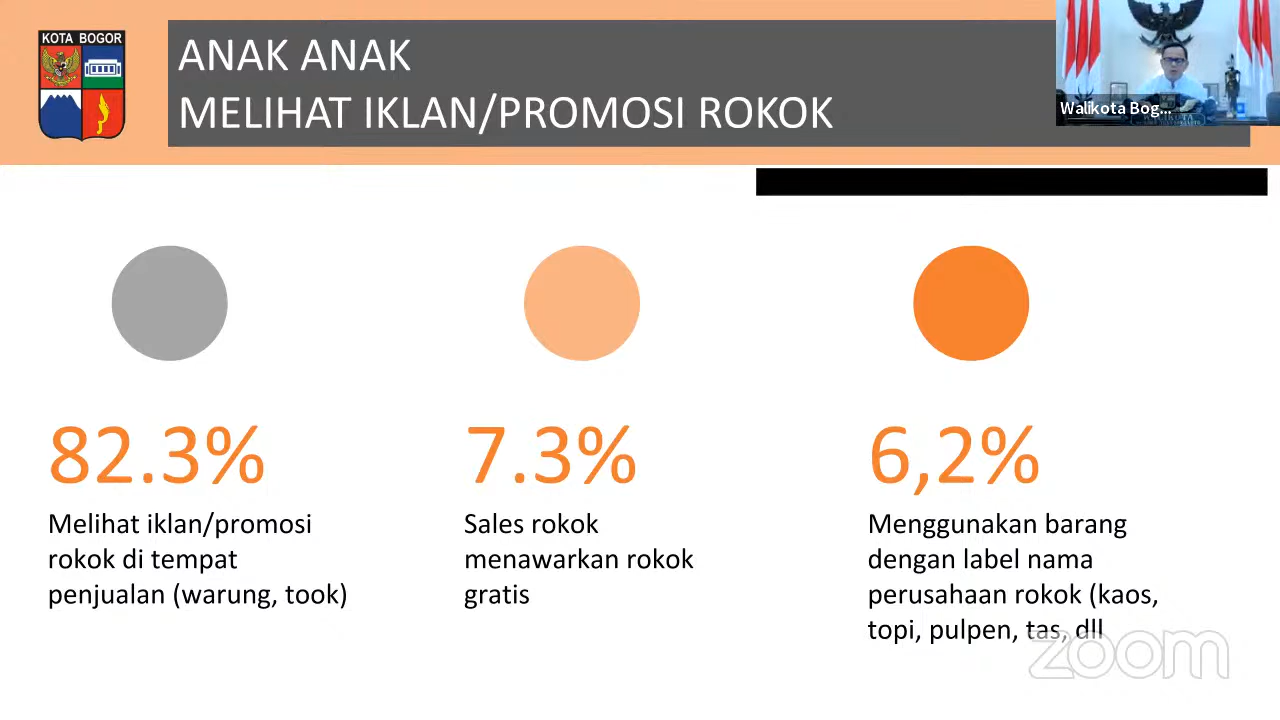 KOTA BOGOR
ANAK ANAK
MELIHAT IKLAN/PROMOSI ROKOK
Walikota Bog...
82.3%
Melihat iklan/promosi
rokok di tempat
penjualan (warung, took)
7.3%
Sales rokok
menawarkan rokok
gratis
6,2%
Menggunakan barang
dengan label nama
perusahaan rokok (kaos,
topi, pulpen, tas, dll
zoom